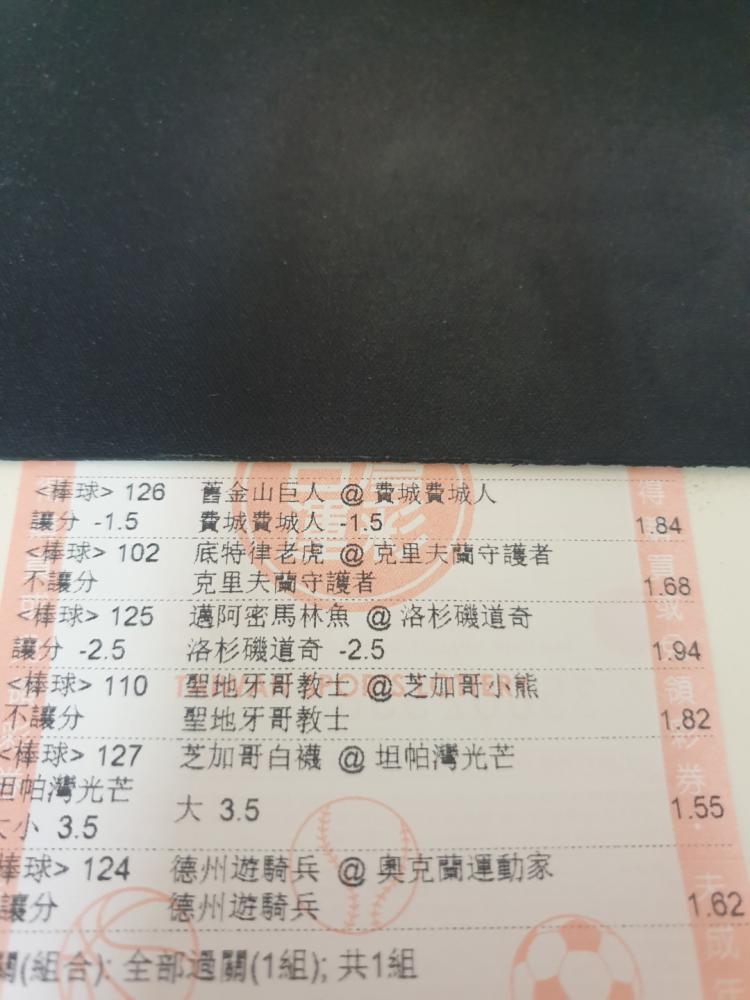 <棒球> 126 舊金山巨人 @ 費城費城人
讓分 -1.5 費城費城人 -1.5 1.84
<棒球> 102 底特律老虎 @ 克里夫蘭守護者
不讓分 克里夫蘭守護者 1.68
<棒球> 125 邁阿密馬林魚 @ 洛杉磯道奇
讓分 -2.5 洛杉磯道奇 -2.5 1.94
<棒球> 110 聖地牙哥教士 @ 芝加哥小熊
不讓分 聖地牙哥教士 1.82
<棒球> 127 芝加哥白襪 @ 坦帕灣光芒
坦帕灣光芒
大小 3.5 大 3.5 1.55
棒球> 124 德州遊騎兵 @ 奧克蘭運動家
讓分 德州遊騎兵 1.62
關(組合): 全部過關(1組); 共1組